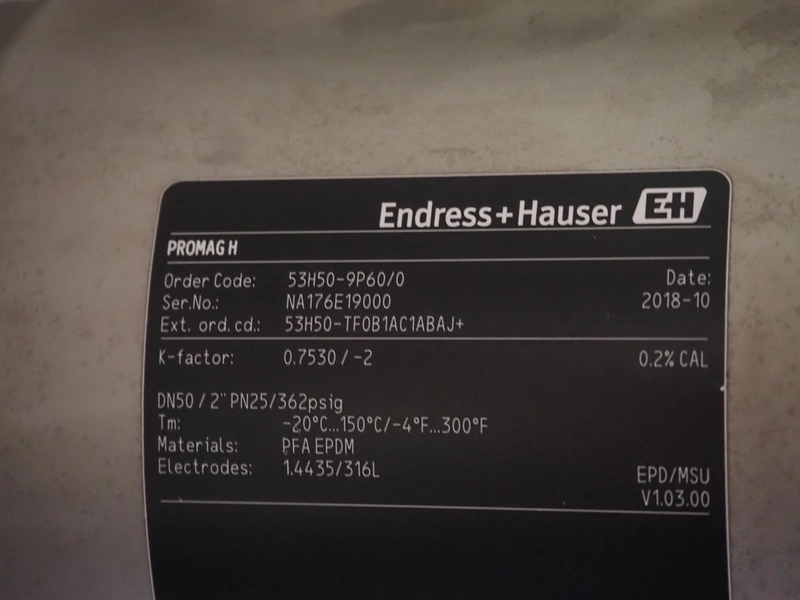 Endress+Hauser EH
PROMAG H
Order Code: 53H50-9P60/0 Date:
Ser.No.: NA176E19000 2018-10
Ext. ord.cd.: 53H50-TF0B1AC1ABAJ+
K-factor: 0.7530 / -2 0.2% CAL
DN50 / 2" PN25/362psig
Tm: -20°C...150°C/-4°F...300°F
Materials: PFA EPDM
Electrodes: 1.4435/316L
EPD/MSU
V1.03.00